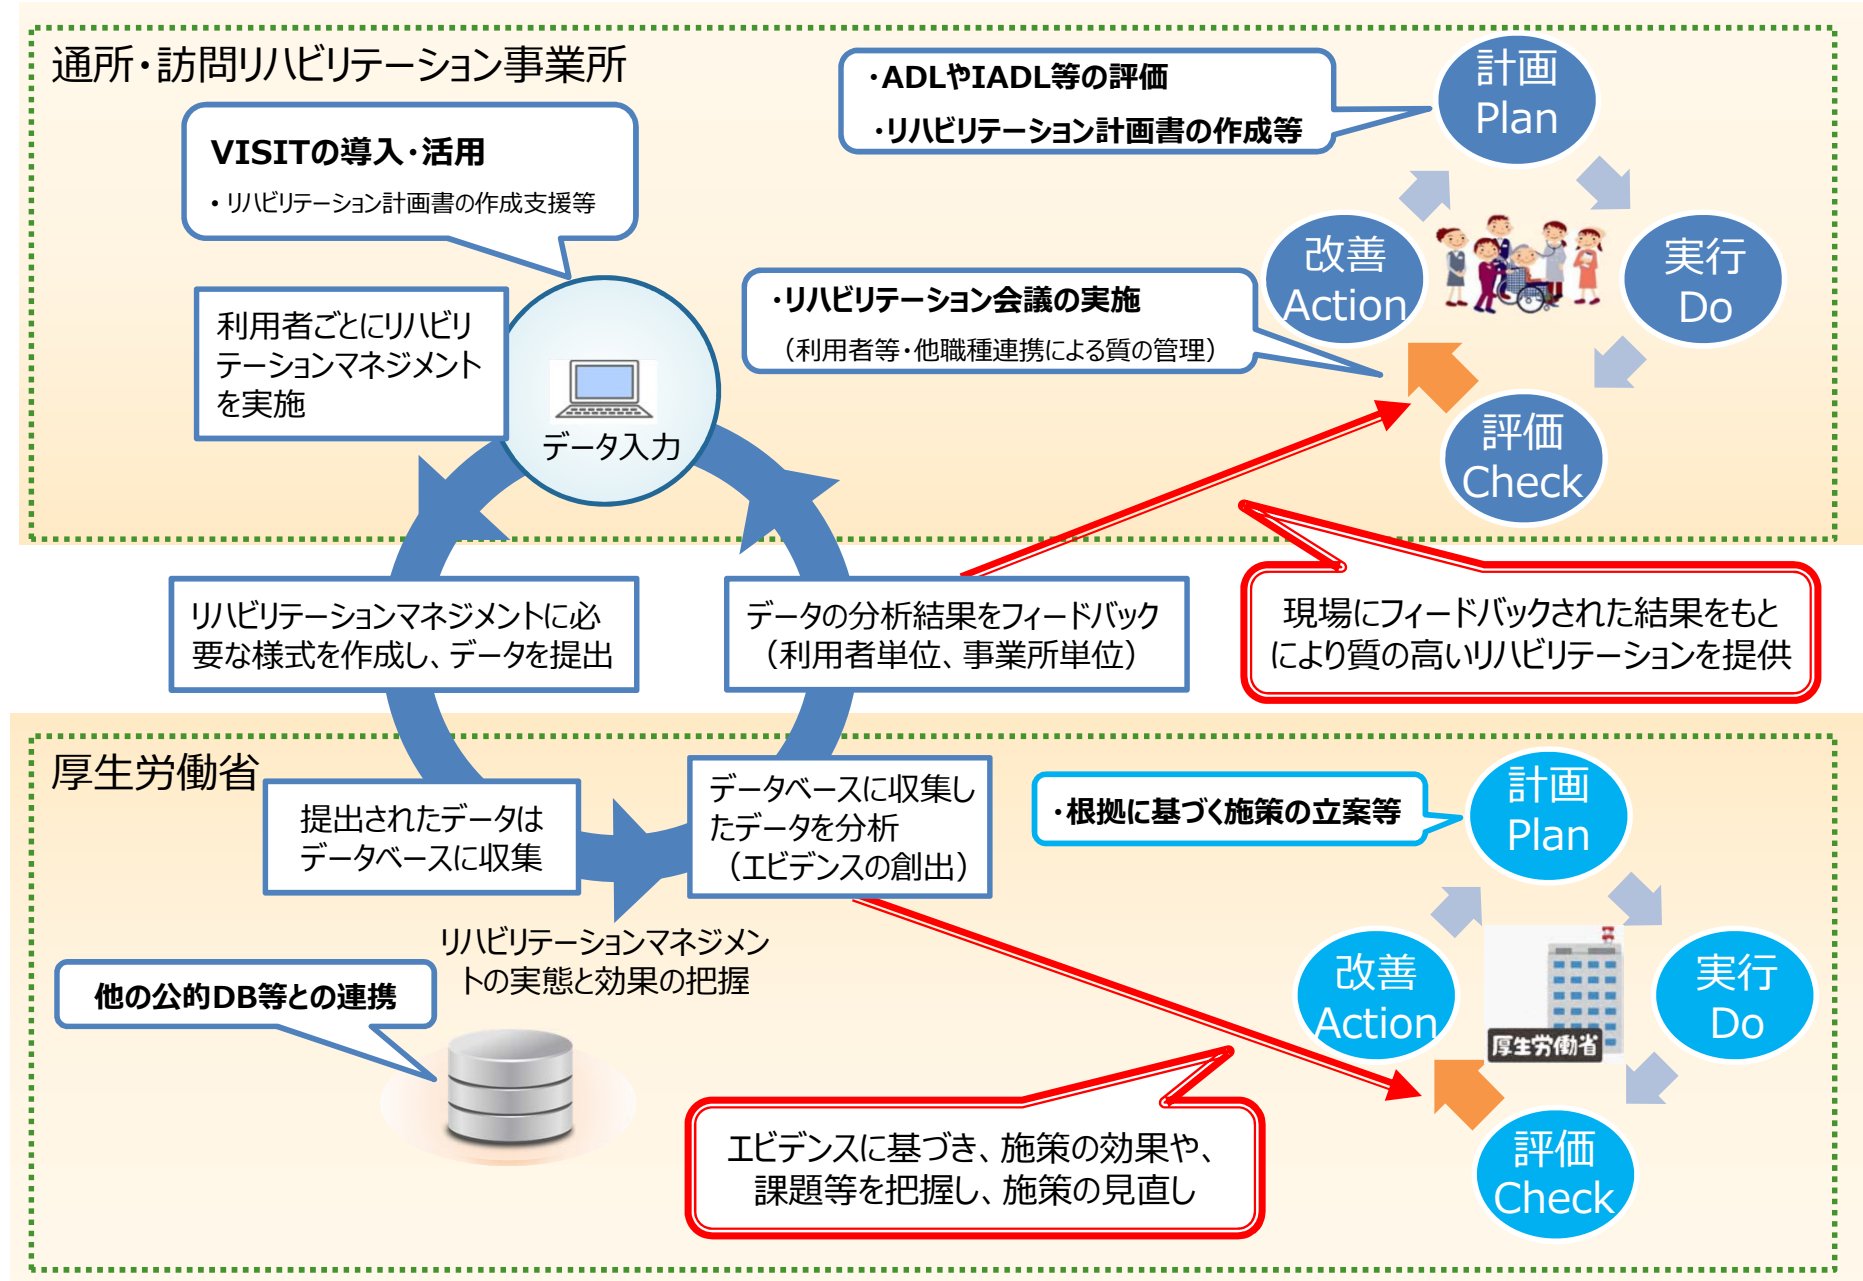 通所・訪問リハビリテーション事業所
VISITの導入・活用
・リハビリテーション計画書の作成支援等
・ADLやIADL等の評価
・リハビリテーション計画書の作成等
計画
Plan
実行
Do
評価
Check
改善
Action
・リハビリテーション会議の実施
（利用者等・他職種連携による質の管理）
利用者ごとにリハビリ
テーションマネジメント
を実施
データ入力
リハビリテーションマネジメントに必
要な様式を作成し、データを提出
データの分析結果をフィードバック
（利用者単位、事業所単位）
現場にフィードバックされた結果をもと
により質の高いリハビリテーションを提供
厚生労働省
提出されたデータは
データベースに収集
データベースに収集し
たデータを分析
（エビデンスの創出）
リハビリテーションマネジメン
トの実態と効果の把握
他の公的DB等との連携
・根拠に基づく施策の立案等
計画
Plan
実行
Do
評価
Check
改善
Action
厚生労働省
エビデンスに基づき、施策の効果や、
課題等を把握し、施策の見直し